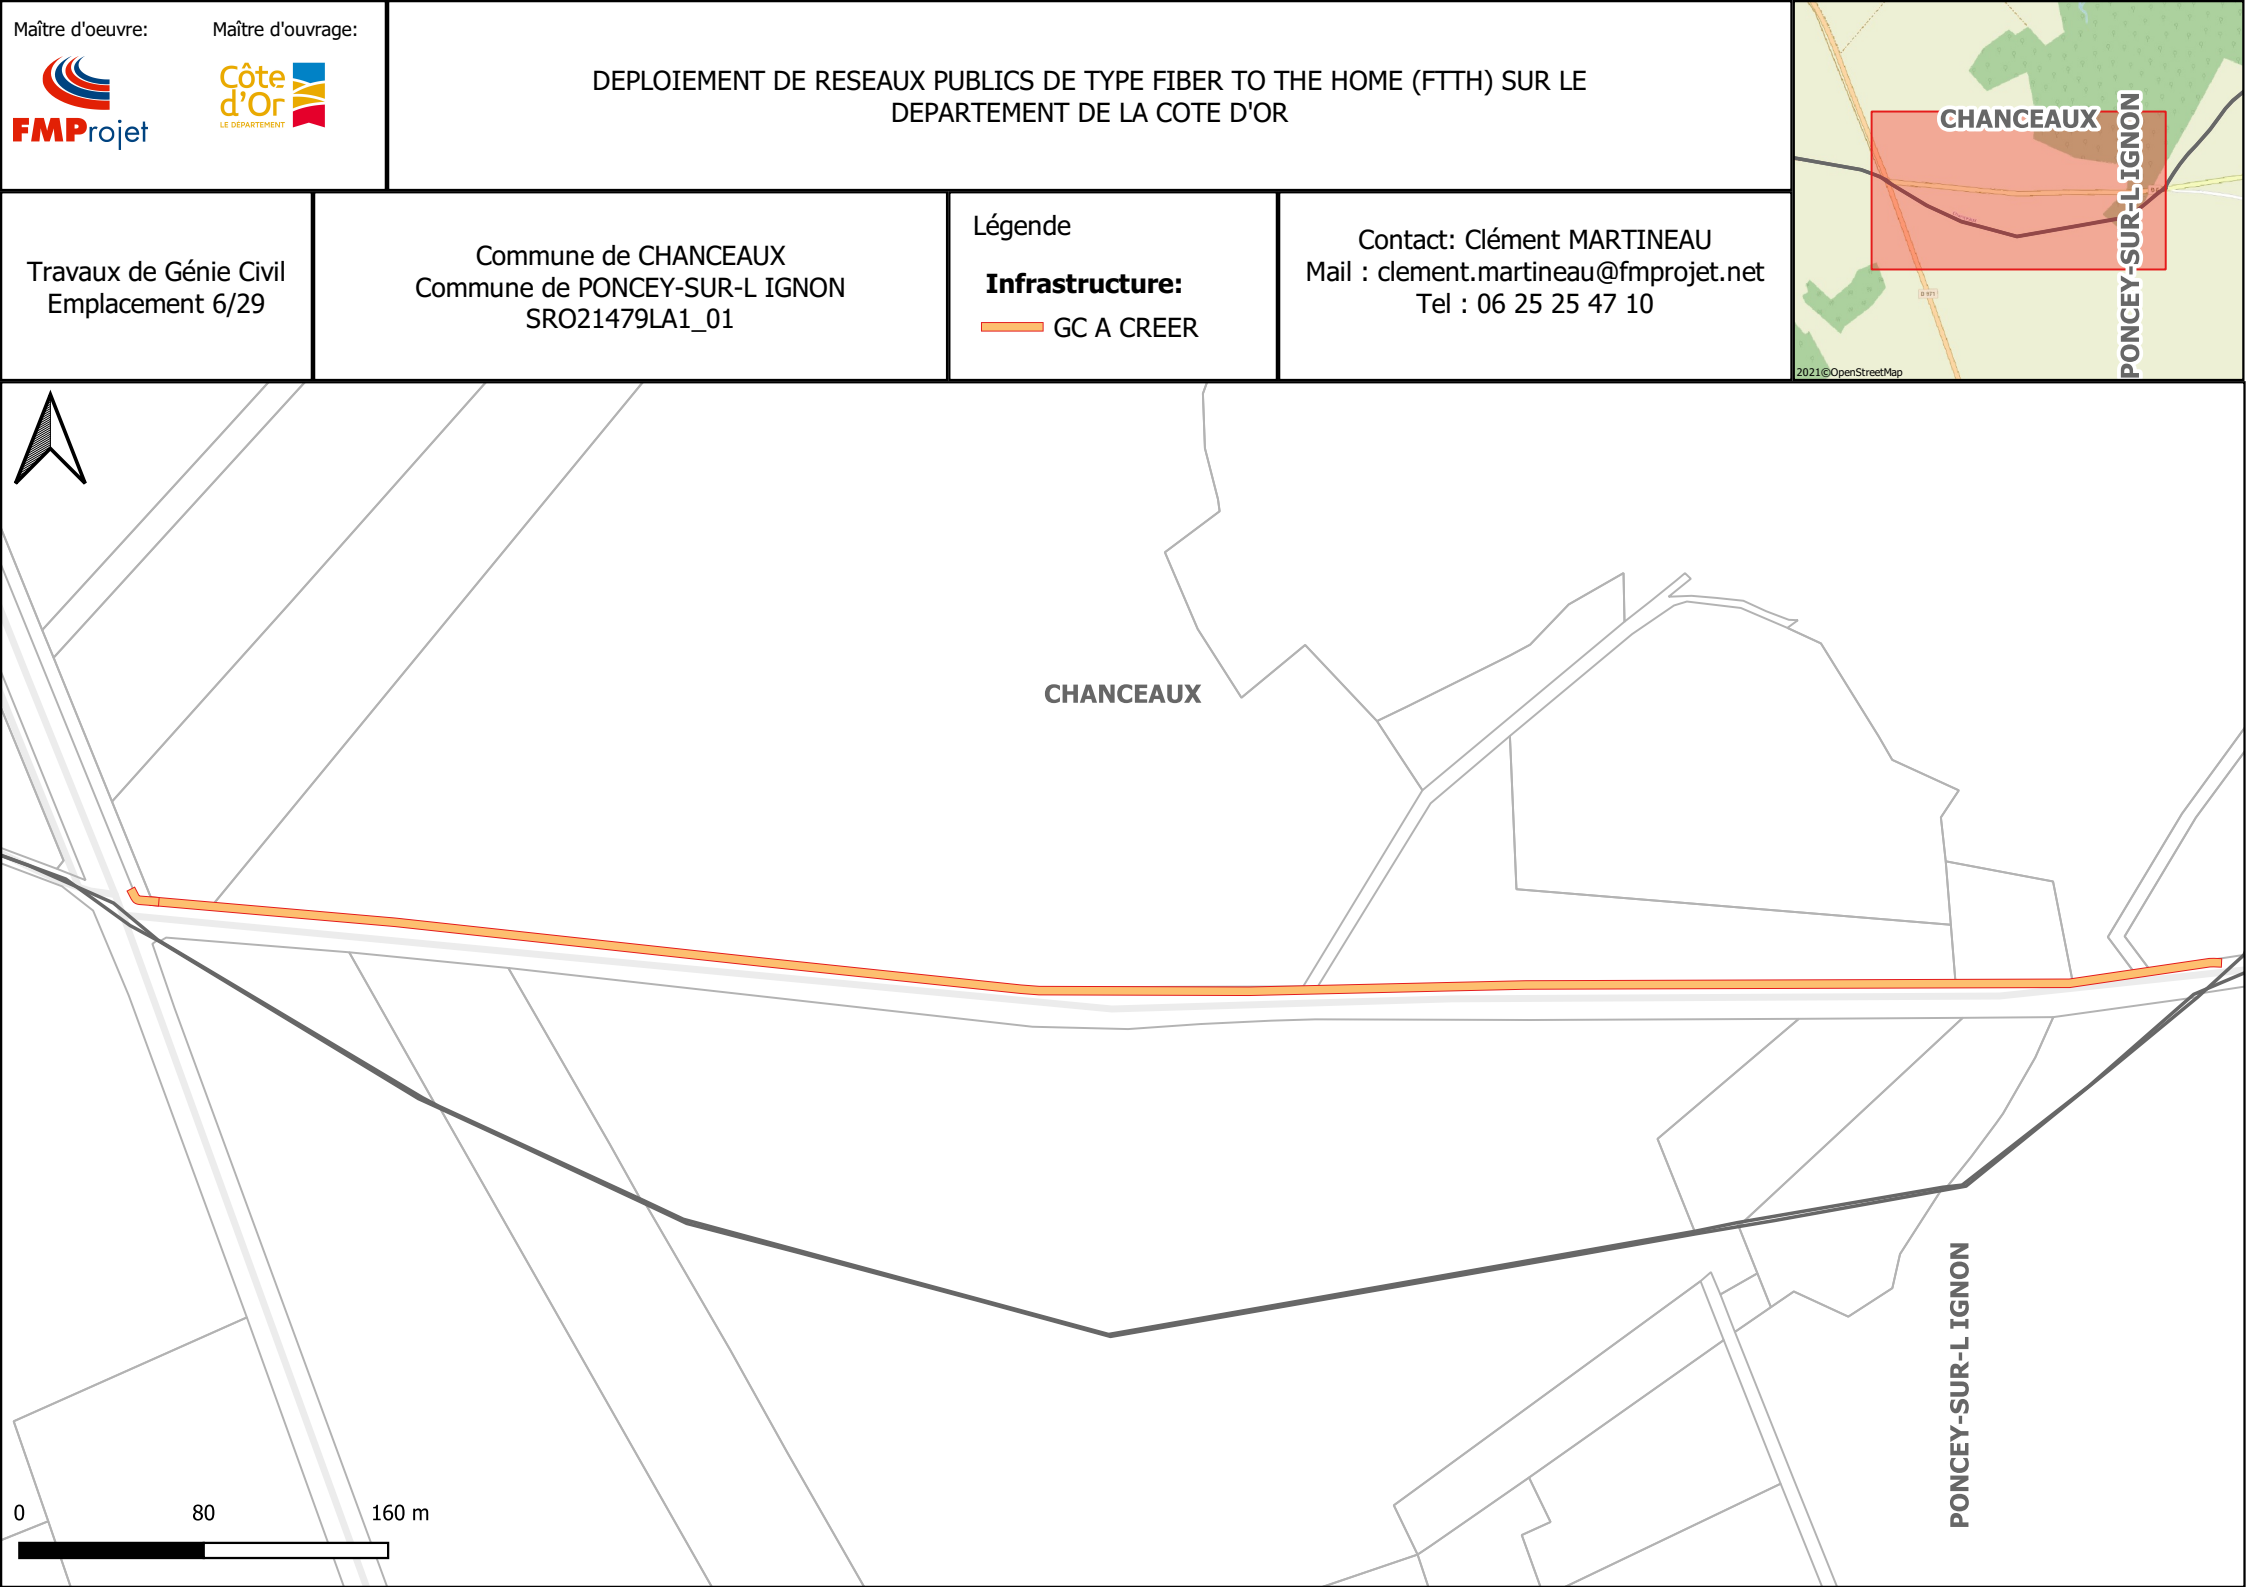 Maître d'oeuvre:
Maître d'ouvrage:
FMProjet
Côte
d'Or
LE DÉPARTEMENT
DEPLOIEMENT DE RESEAUX PUBLICS DE TYPE FIBER TO THE HOME (FTTH) SUR LE
DEPARTEMENT DE LA COTE D'OR
CHANCEAUX
PONCEY-SUR-L IGNON
D 971
2021©OpenStreetMap
Travaux de Génie Civil
Emplacement 6/29
Commune de CHANCEAUX
Commune de PONCEY-SUR-L IGNON
SRO21479LA1_01
Légende
Infrastructure:
GC A CREER
Contact: Clément MARTINEAU
Mail : clement.martineau@fmprojet.net
Tel : 06 25 25 47 10
CHANCEAUX
PONCEY-SUR-L IGNON
0 80 160 m